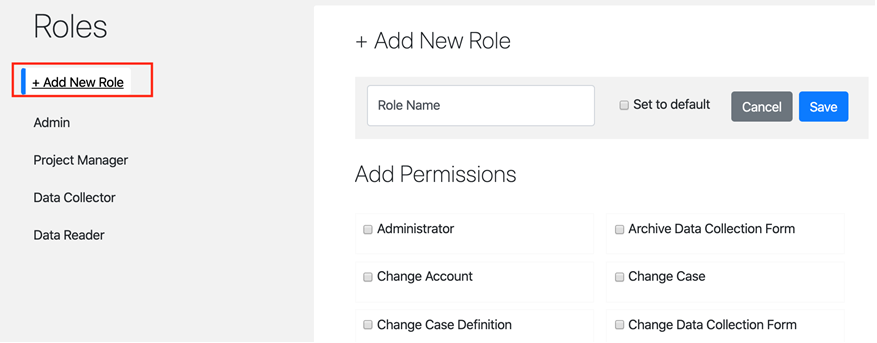 Roles
+ Add New Role
Admin
Project Manager
Data Collector
Data Reader
+ Add New Role
Role Name
Set to default
Cancel
Save
Add Permissions
Administrator
Archive Data Collection Form
Change Account
Change Case
Change Case Definition
Change Data Collection Form